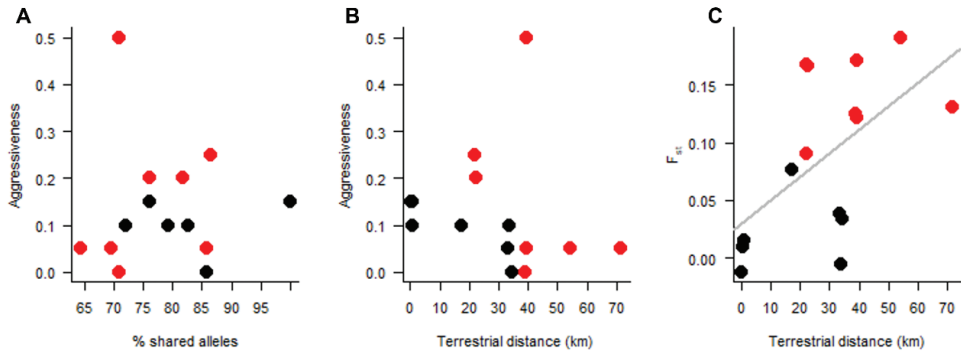 A
0.5
0.4
0.3
0.2
0.1
0.0
Aggressiveness
65 70 75 80 85 90 95
% shared alleles
B
0.5
0.4
0.3
0.2
0.1
0.0
Aggressiveness
0 10 20 30 40 50 60 70
Terrestrial distance (km)
C
0.15
0.10
0.05
0.00
Fst
0 10 20 30 40 50 60 70
Terrestrial distance (km)